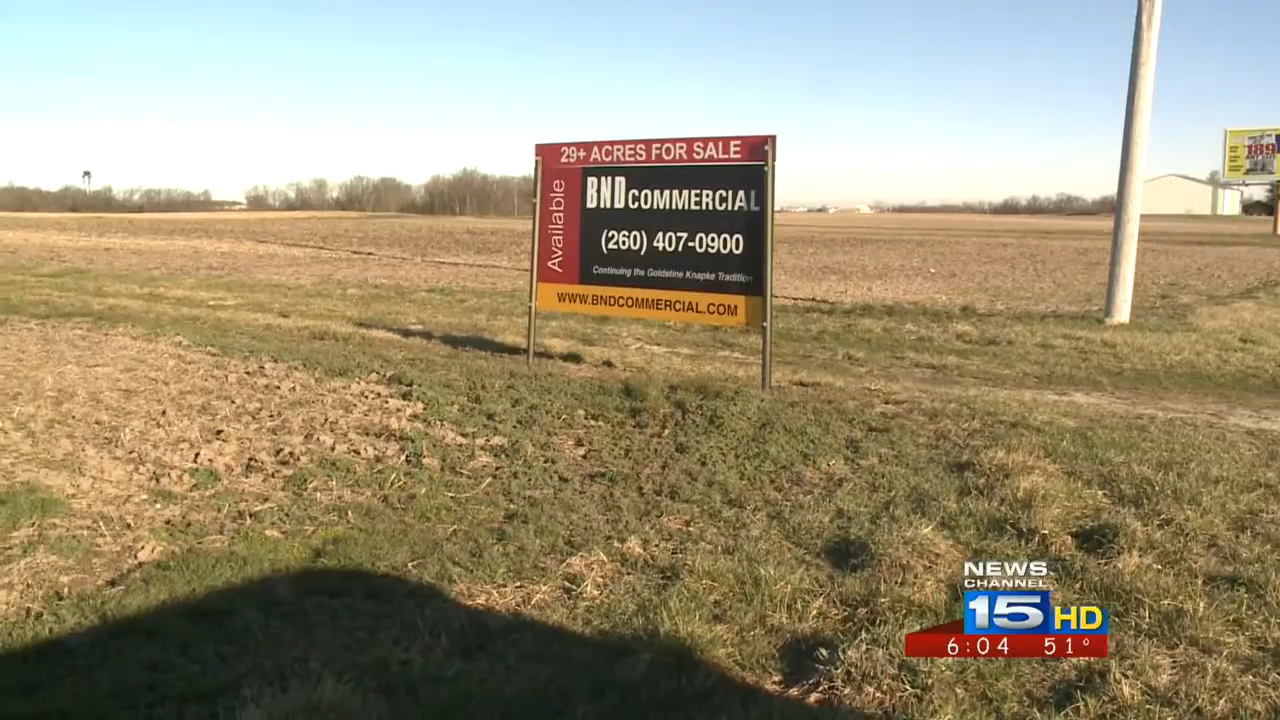 29+ ACRES FOR SALE
Available
BND COMMERCIAL
(260) 407-0900
Continuing the Goldstine Knapke Tradition
WWW.BNDCOMMERCIAL.COM
189
NEWS
CHANNEL
15 HD
6:04 51°